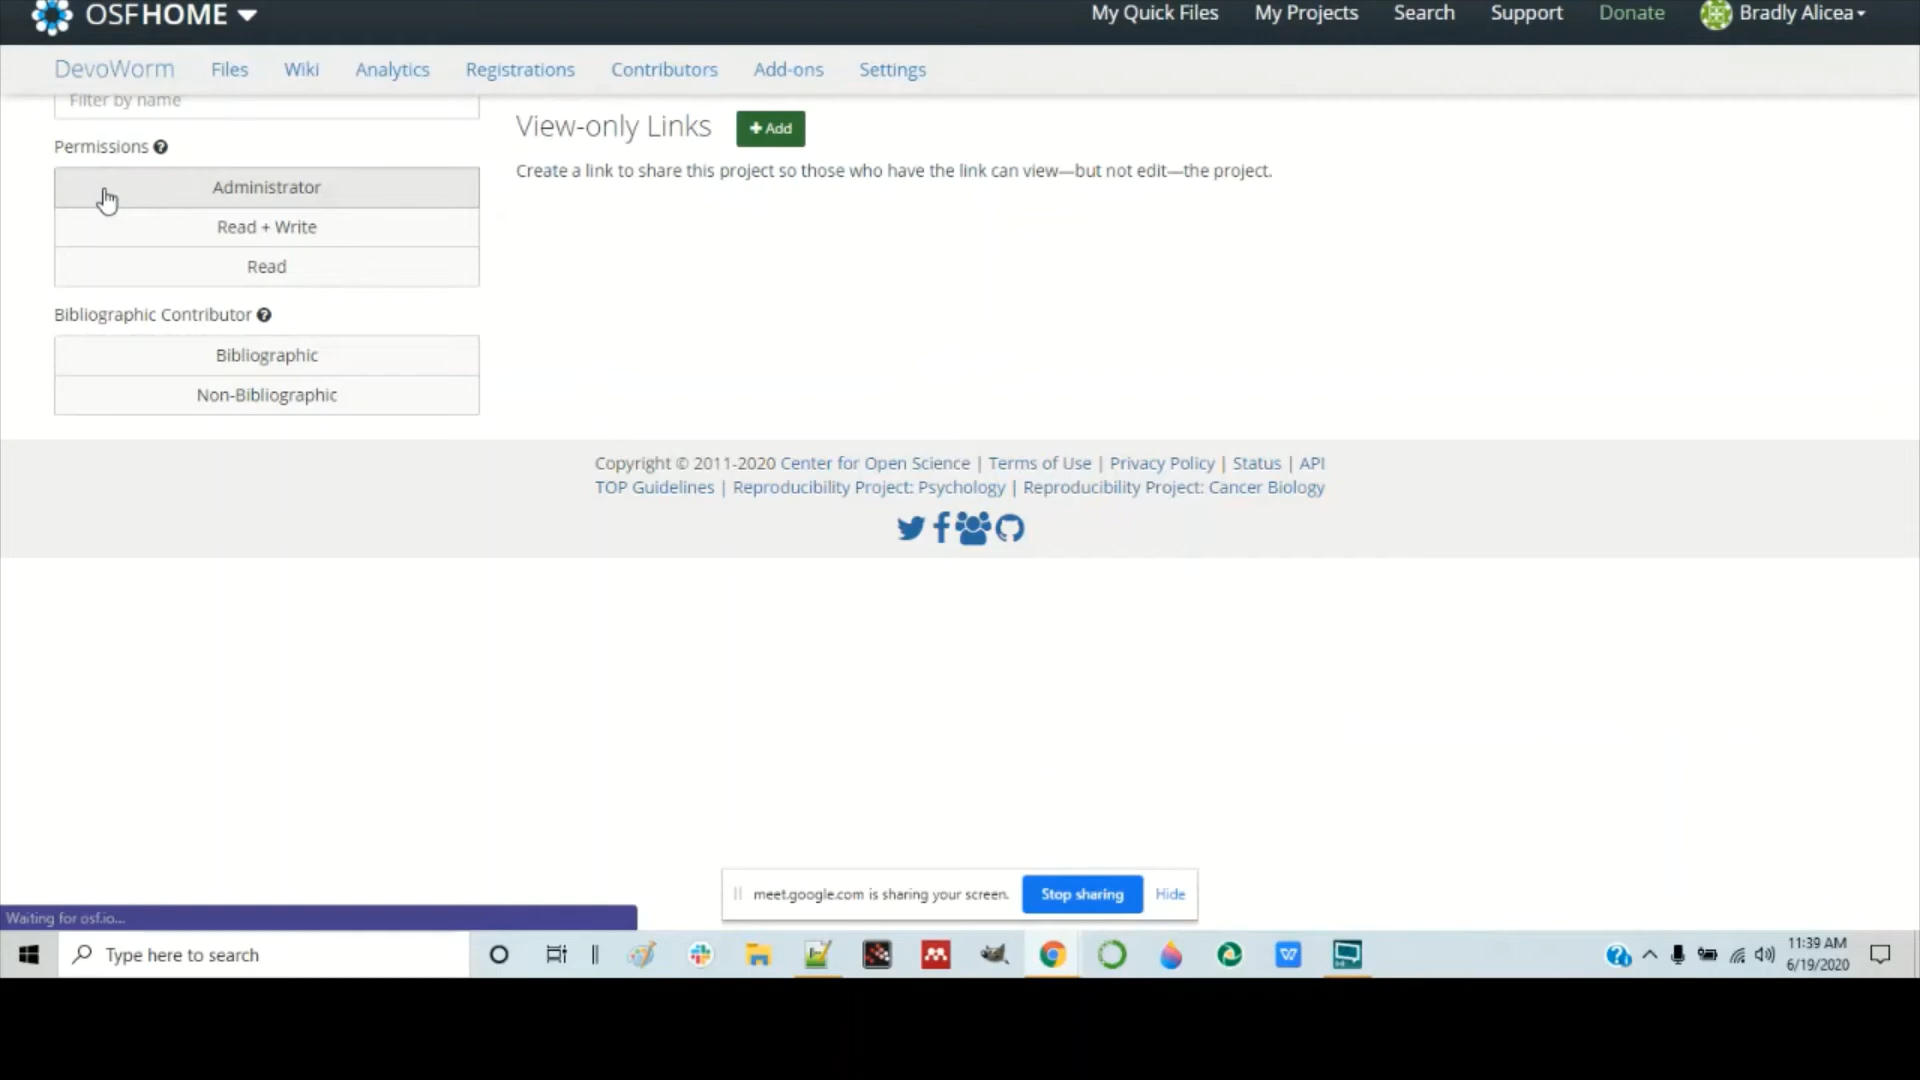 OSFHOME
My Quick Files My Projects Search Support Donate Bradly Alicea
DevoWorm Files Wiki Analytics Registrations Contributors Add-ons Settings
Filter by name
View-only Links + Add
Permissions ?
Create a link to share this project so those who have the link can view—but not edit—the project.
Administrator
Read + Write
Read
Bibliographic Contributor ?
Bibliographic
Non-Bibliographic
Copyright © 2011-2020 Center for Open Science | Terms of Use | Privacy Policy | Status | API
TOP Guidelines | Reproducibility Project: Psychology | Reproducibility Project: Cancer Biology
meet.google.com is sharing your screen. Stop sharing Hide
Waiting for osf.io...
Type here to search
11:39 AM
6/19/2020